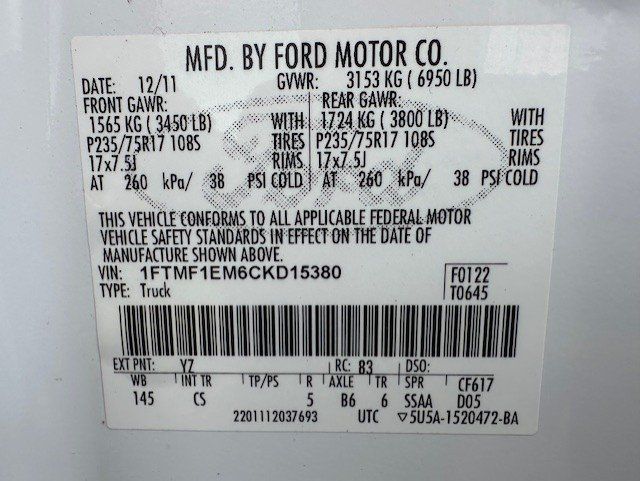 MFD. BY FORD MOTOR CO.
DATE: 12/11 GVWR: 3153 KG ( 6950 LB)
FRONT GAWR: REAR GAWR:
1565 KG ( 3450 LB) WITH 1724 KG ( 3800 LB) WITH
P235/75R17 108S TIRES P235/75R17 108S TIRES
17x7.5J RIMS 17x7.5J RIMS
AT 260 kPa/ 38 PSI COLD AT 260 kPa/ 38 PSI COLD
Ford
THIS VEHICLE CONFORMS TO ALL APPLICABLE FEDERAL MOTOR
VEHICLE SAFETY STANDARDS IN EFFECT ON THE DATE OF
MANUFACTURE SHOWN ABOVE.
VIN: 1FTMF1EM6CKD15380 F0122
TYPE: Truck T0645
EXT PNT: YZ RC: 83 DSO:
WB INT TR TP/PS R AXLE TR SPR CF617
145 CS 5 B6 6 SSAA D05
2201112037693 UTC ▽5U5A-1520472-BA